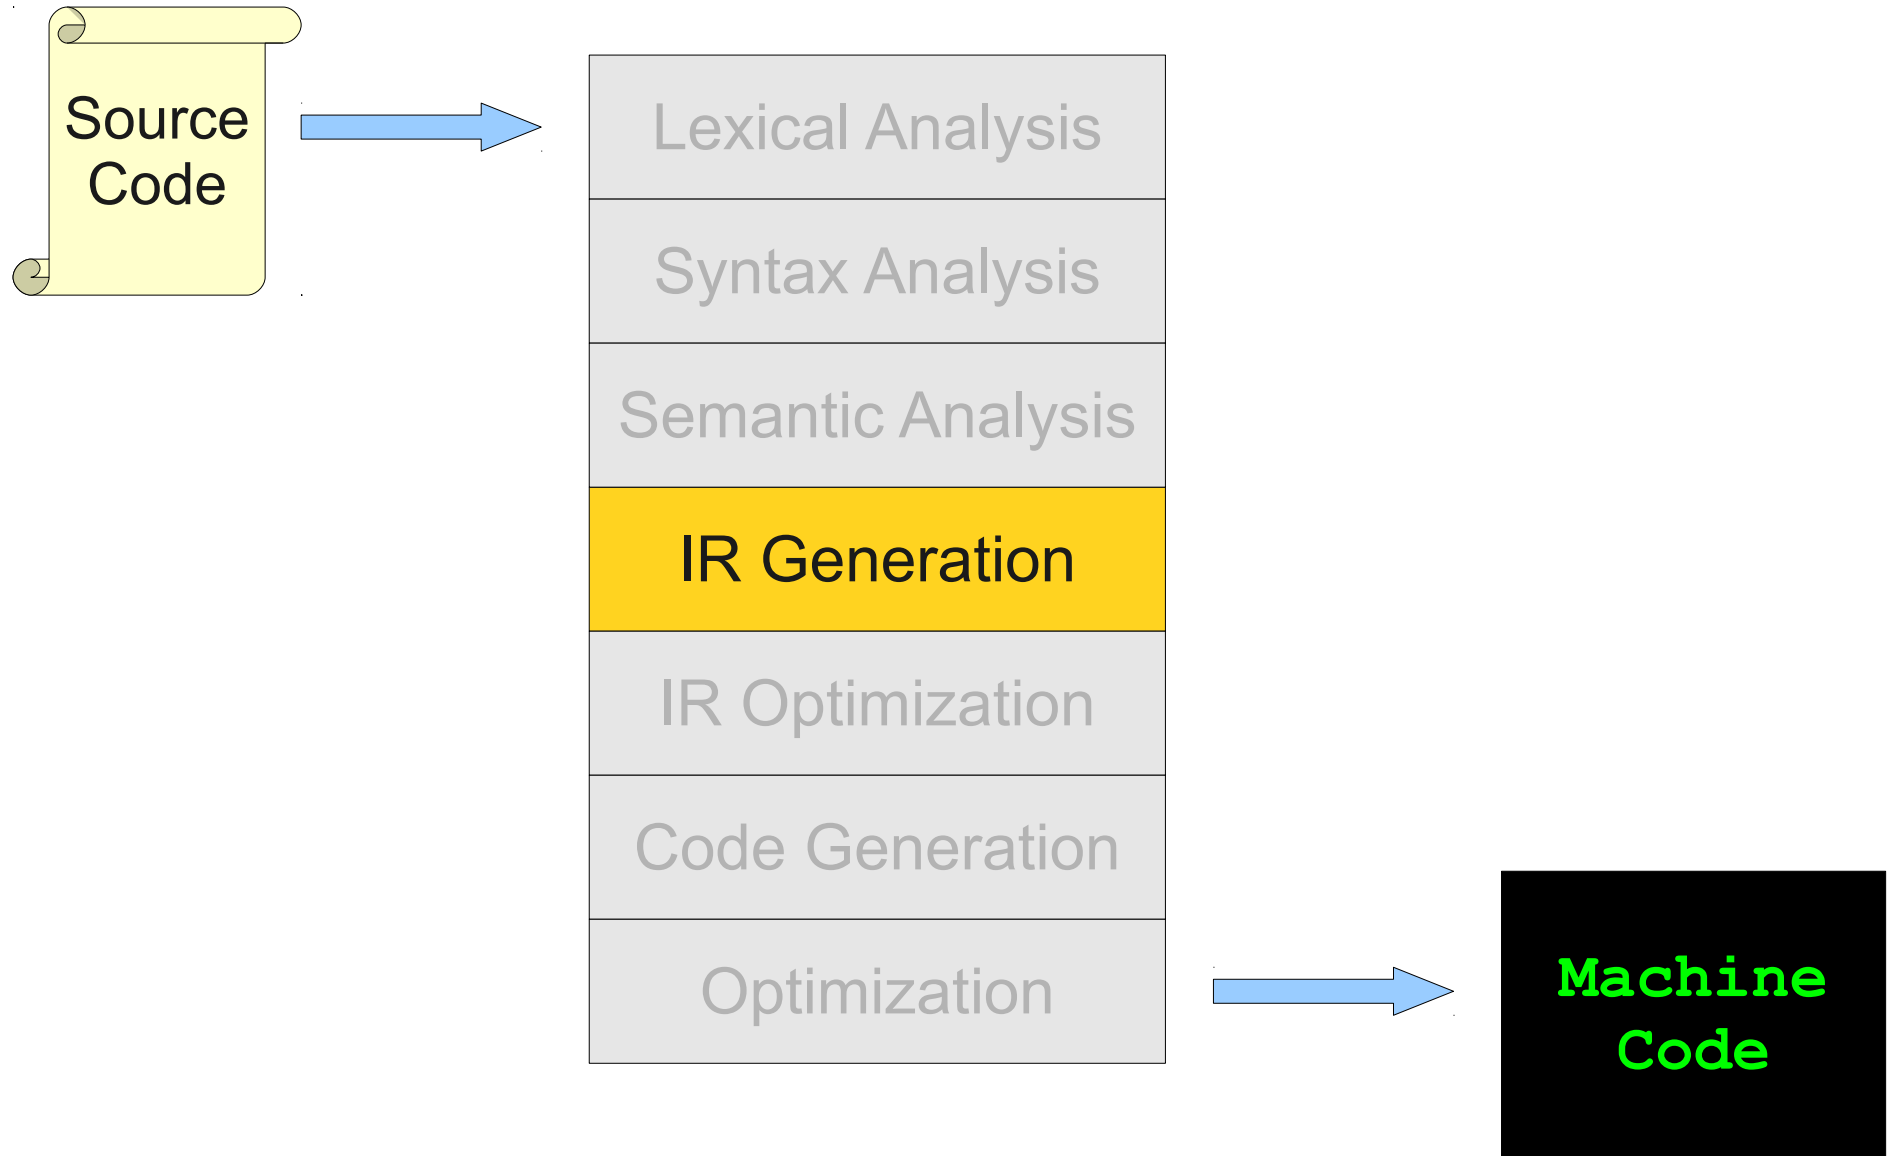 Source
Code
Lexical Analysis
Syntax Analysis
Semantic Analysis
IR Generation
IR Optimization
Code Generation
Optimization
Machine
Code